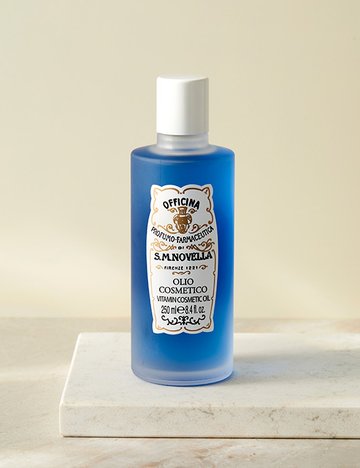 OFFICINA
PROFUMO-FARMACEUTICA
DI
S.M.NOVELLA
FIRENZE 1221
OLIO
COSMETICO
VITAMIN COSMETIC OIL
250 ml ℮ 8.4 fl. oz.